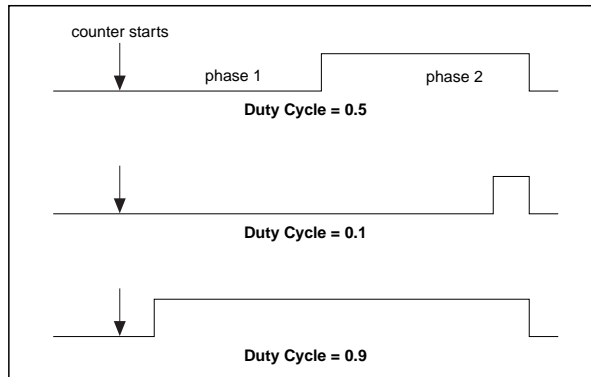 counter starts
phase 1
phase 2
Duty Cycle = 0.5
Duty Cycle = 0.1
Duty Cycle = 0.9